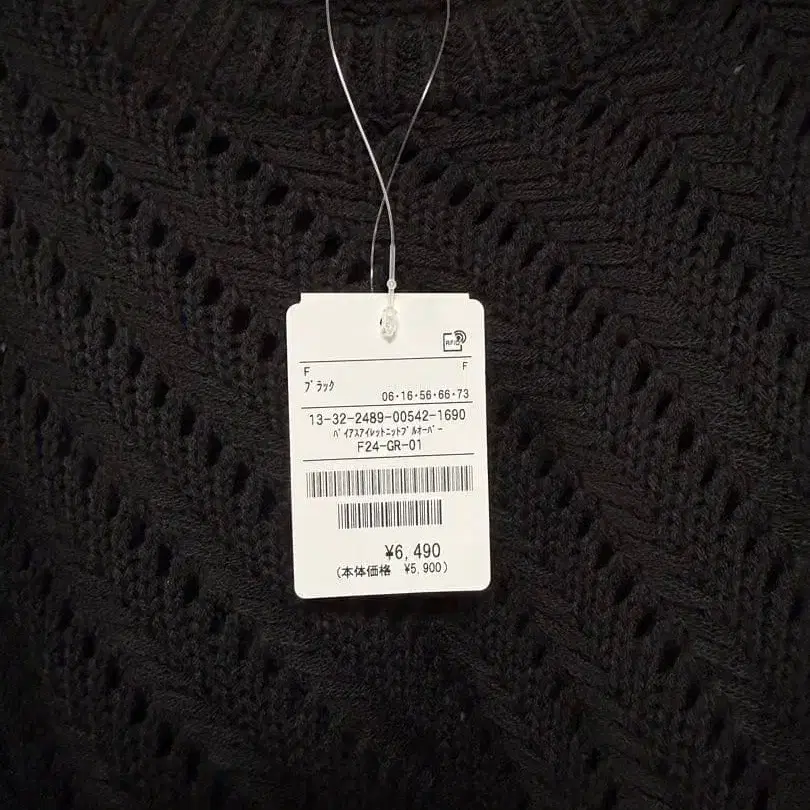 RFID
F F
ﾌﾞﾗｯｸ
06・16・56・66・73
13-32-2489-00542-1690
ﾊﾞｲｱｽｱｲﾚｯﾄﾆｯﾄﾌﾟﾙｵｰﾊﾞｰ
F24-GR-01
¥6,490
(本体価格 ¥5,900)